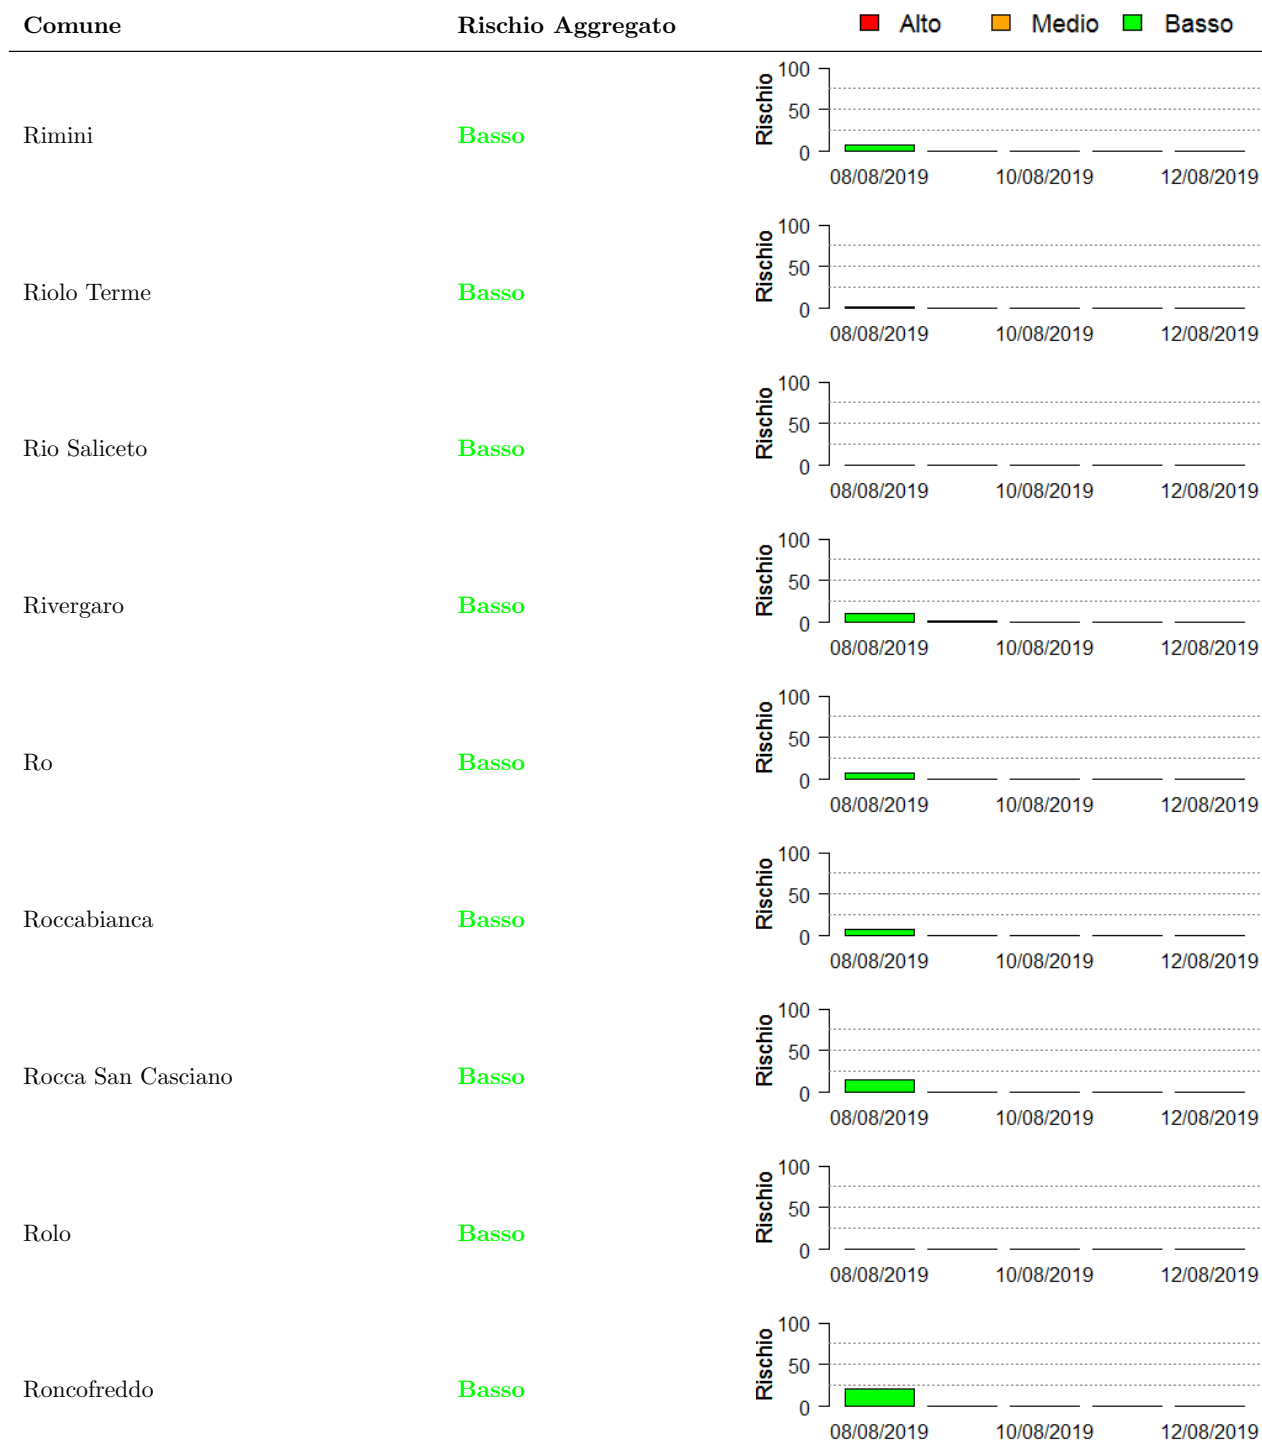 Comune Rischio Aggregato Alto Medio Basso
100
Rischio
50
Rimini Basso
0
08/08/2019 10/08/2019 12/08/2019
100
Rischio
50
Riolo Terme Basso
0
08/08/2019 10/08/2019 12/08/2019
100
Rischio
50
Rio Saliceto Basso
0
08/08/2019 10/08/2019 12/08/2019
100
Rischio
50
Rivergaro Basso
0
08/08/2019 10/08/2019 12/08/2019
100
Rischio
50
Ro Basso
0
08/08/2019 10/08/2019 12/08/2019
100
Rischio
50
Roccabianca Basso
0
08/08/2019 10/08/2019 12/08/2019
100
Rischio
50
Rocca San Casciano Basso
0
08/08/2019 10/08/2019 12/08/2019
100
Rischio
50
Rolo Basso
0
08/08/2019 10/08/2019 12/08/2019
100
Rischio
50
Roncofreddo Basso
0
08/08/2019 10/08/2019 12/08/2019